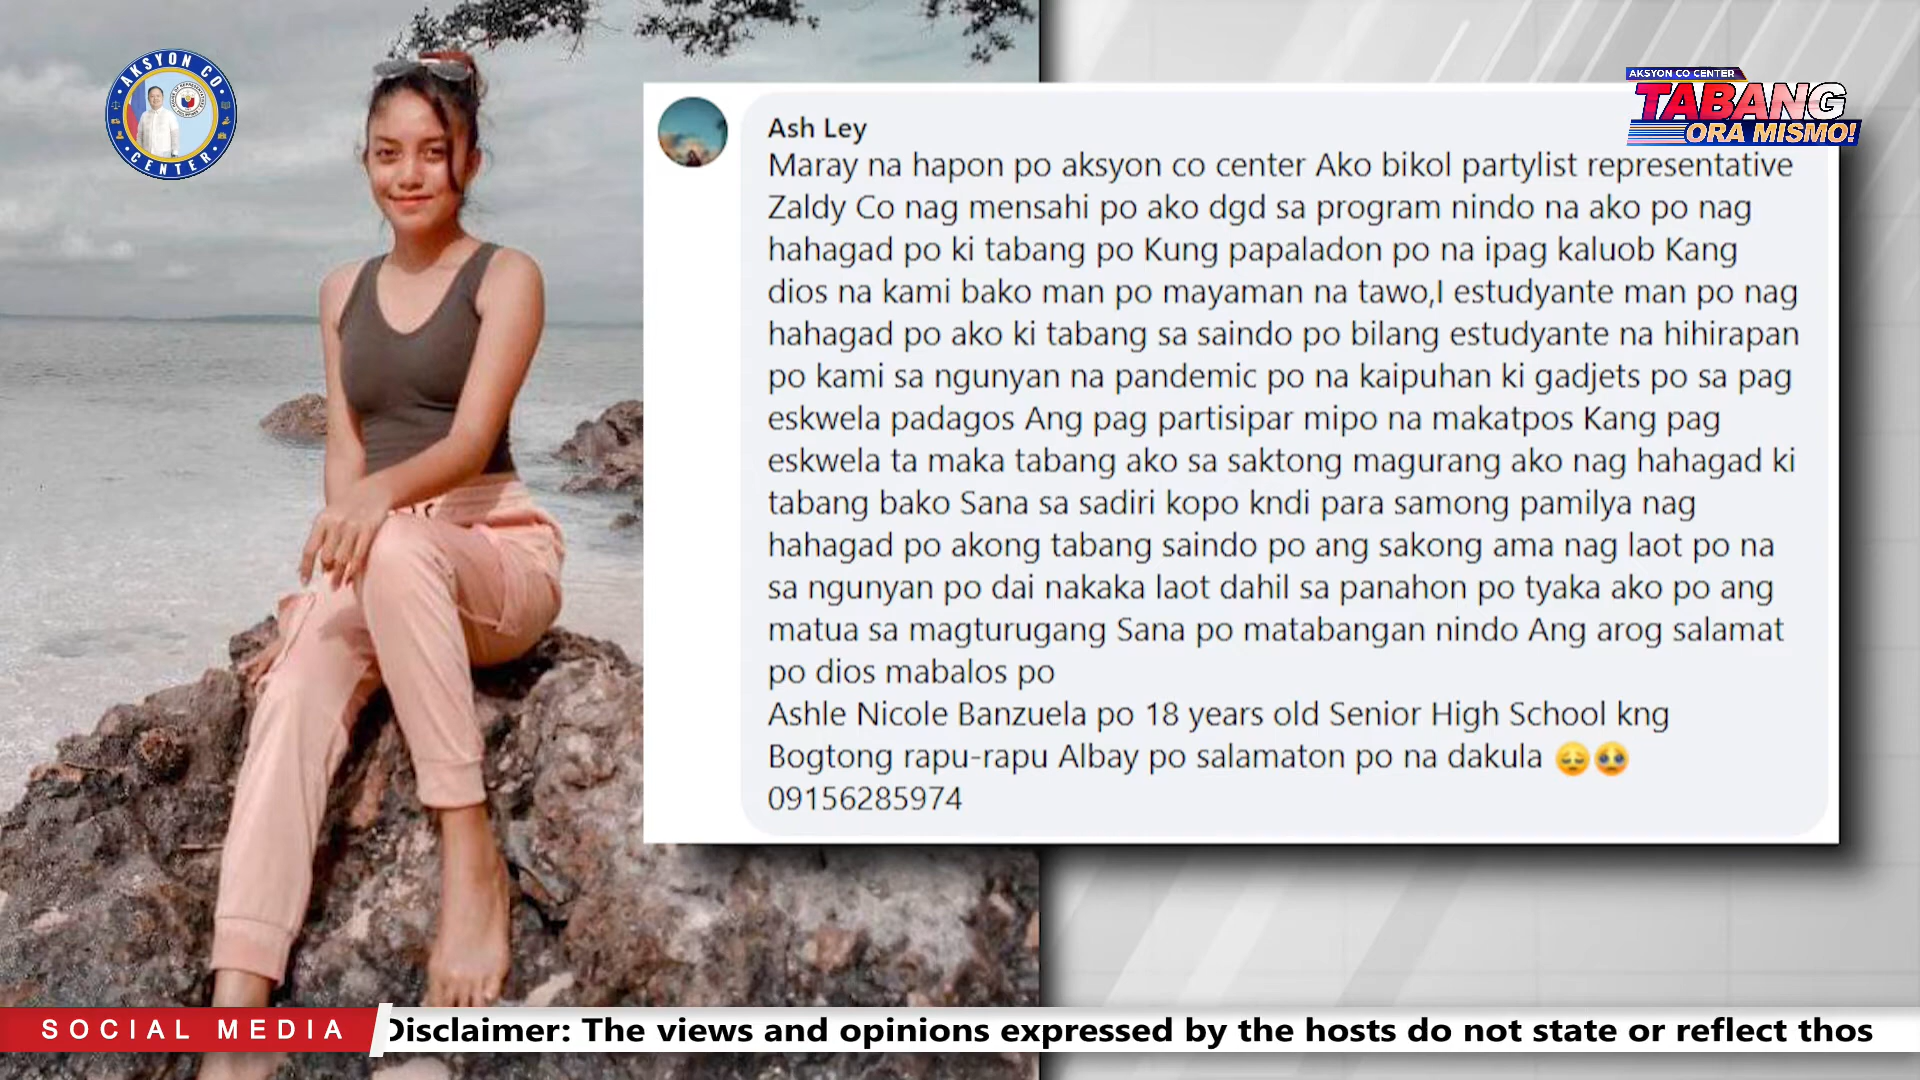 AKSYON CO
CENTER
AKSYON CO CENTER
TABANG
ORA MISMO!
Ash Ley
Maray na hapon po aksyon co center Ako bikol partylist representative
Zaldy Co nag mensahi po ako dgd sa program nindo na ako po nag
hahagad po ki tabang po Kung papaladon po na ipag kaluob Kang
dios na kami bako man po mayaman na tawo,I estudyante man po nag
hahagad po ako ki tabang sa saindo po bilang estudyante na hihirapan
po kami sa ngunyan na pandemic po na kaipuhan ki gadjets po sa pag
eskwela padagos Ang pag partisipar mipo na makatpos Kang pag
eskwela ta maka tabang ako sa saktong magurang ako nag hahagad ki
tabang bako Sana sa sadiri kopo kndi para samong pamilya nag
hahagad po akong tabang saindo po ang sakong ama nag laot po na
sa ngunyan po dai nakaka laot dahil sa panahon po tyaka ako po ang
matua sa magturugang Sana po matabangan nindo Ang arog salamat
po dios mabalos po
Ashle Nicole Banzuela po 18 years old Senior High School kng
Bogtong rapu-rapu Albay po salamaton po na dakula 😔🥺
09156285974
SOCIAL MEDIA
Disclaimer: The views and opinions expressed by the hosts do not state or reflect thos